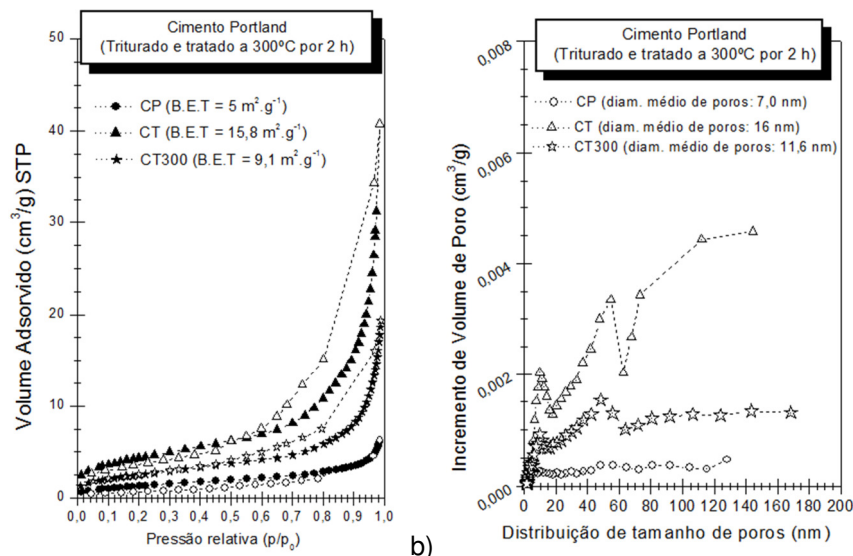 Cimento Portland
(Triturado e tratado a 300ºC por 2 h)
CP (B.E.T = 5 m².g⁻¹)
CT (B.E.T = 15,8 m².g⁻¹)
CT300 (B.E.T = 9,1 m².g⁻¹)
Volume Adsorvido (cm³/g) STP
50
40
30
20
10
0
0,0 0,1 0,2 0,3 0,4 0,5 0,6 0,7 0,8 0,9 1,0
Pressão relativa (p/p₀)
b)
Cimento Portland
(Triturado e tratado a 300ºC por 2 h)
CP (diam. médio de poros: 7,0 nm)
CT (diam. médio de poros: 16 nm)
CT300 (diam. médio de poros: 11,6 nm)
Incremento de Volume de Poro (cm³/g)
0,008
0,006
0,004
0,002
0,000
0 20 40 60 80 100 120 140 160 180 200
Distribuição de tamanho de poros (nm)